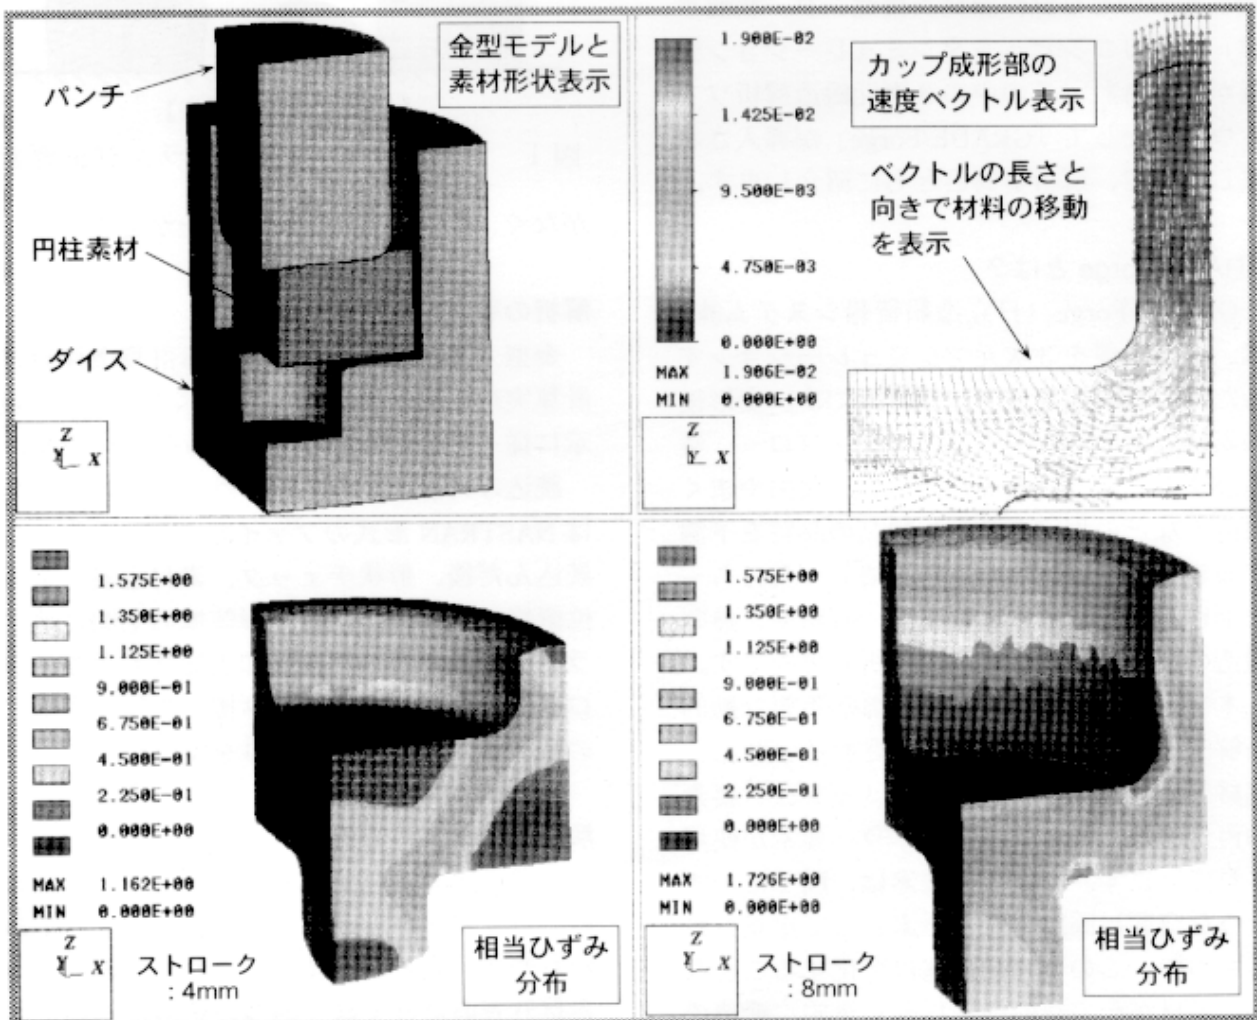 金型モデルと
素材形状表示
パンチ
円柱素材
ダイス
Z
Y
X
1.900E-02
1.425E-02
9.500E-03
4.750E-03
0.000E+00
MAX 1.906E-02
MIN 0.000E+00
カップ成形部の
速度ベクトル表示
ベクトルの長さと
向きで材料の移動
を表示
Z
Y
X
1.575E+00
1.350E+00
1.125E+00
9.000E-01
6.750E-01
4.500E-01
2.250E-01
0.000E+00
MAX 1.162E+00
MIN 0.000E+00
Z
Y
X
ストローク
: 4mm
相当ひずみ
分布
1.575E+00
1.350E+00
1.125E+00
9.000E-01
6.750E-01
4.500E-01
2.250E-01
0.000E+00
MAX 1.726E+00
MIN 0.000E+00
Z
Y
X
ストローク
: 8mm
相当ひずみ
分布